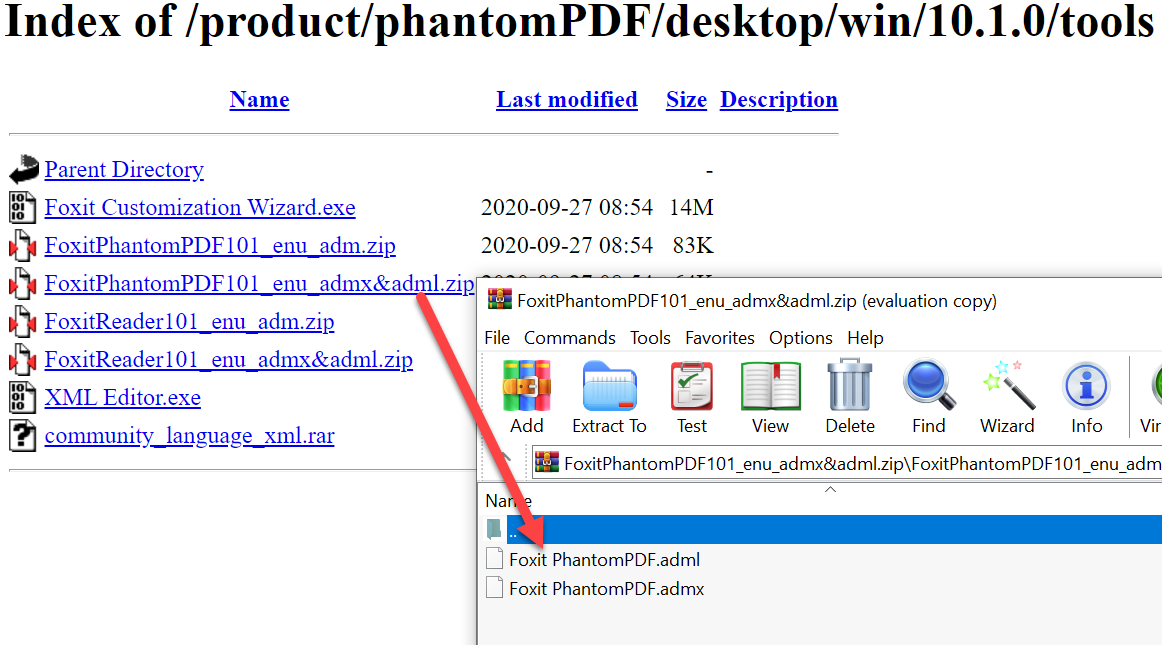 Index of /product/phantomPDF/desktop/win/10.1.0/tools
Name Last modified Size Description
Parent Directory -
Foxit Customization Wizard.exe 2020-09-27 08:54 14M
FoxitPhantomPDF101_enu_adm.zip 2020-09-27 08:54 83K
FoxitPhantomPDF101_enu_admx&adml.zip
FoxitReader101_enu_adm.zip
FoxitReader101_enu_admx&adml.zip
XML Editor.exe
community_language_xml.rar
FoxitPhantomPDF101_enu_admx&adml.zip (evaluation copy)
File Commands Tools Favorites Options Help
Add Extract To Test View Delete Find Wizard Info Vir
FoxitPhantomPDF101_enu_admx&adml.zip\FoxitPhantomPDF101_enu_adm
Name
..
Foxit PhantomPDF.adml
Foxit PhantomPDF.admx